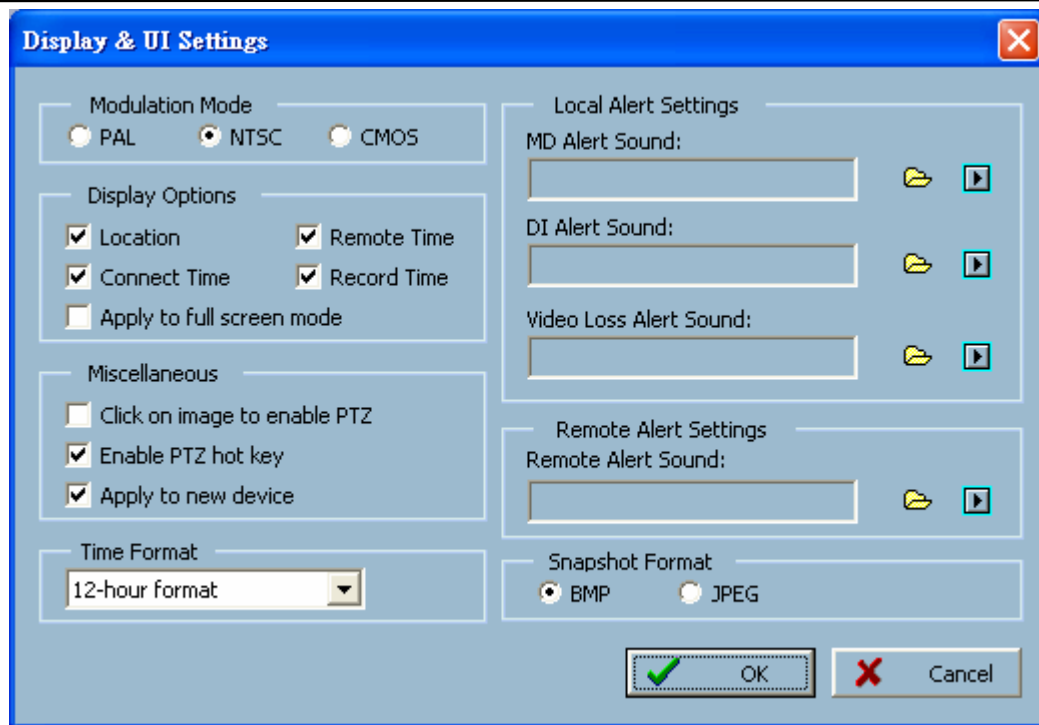 Display & UI Settings
Modulation Mode
PAL NTSC CMOS
Display Options
Location Remote Time
Connect Time Record Time
Apply to full screen mode
Miscellaneous
Click on image to enable PTZ
Enable PTZ hot key
Apply to new device
Time Format
12-hour format
Local Alert Settings
MD Alert Sound:
DI Alert Sound:
Video Loss Alert Sound:
Remote Alert Settings
Remote Alert Sound:
Snapshot Format
BMP JPEG
OK Cancel